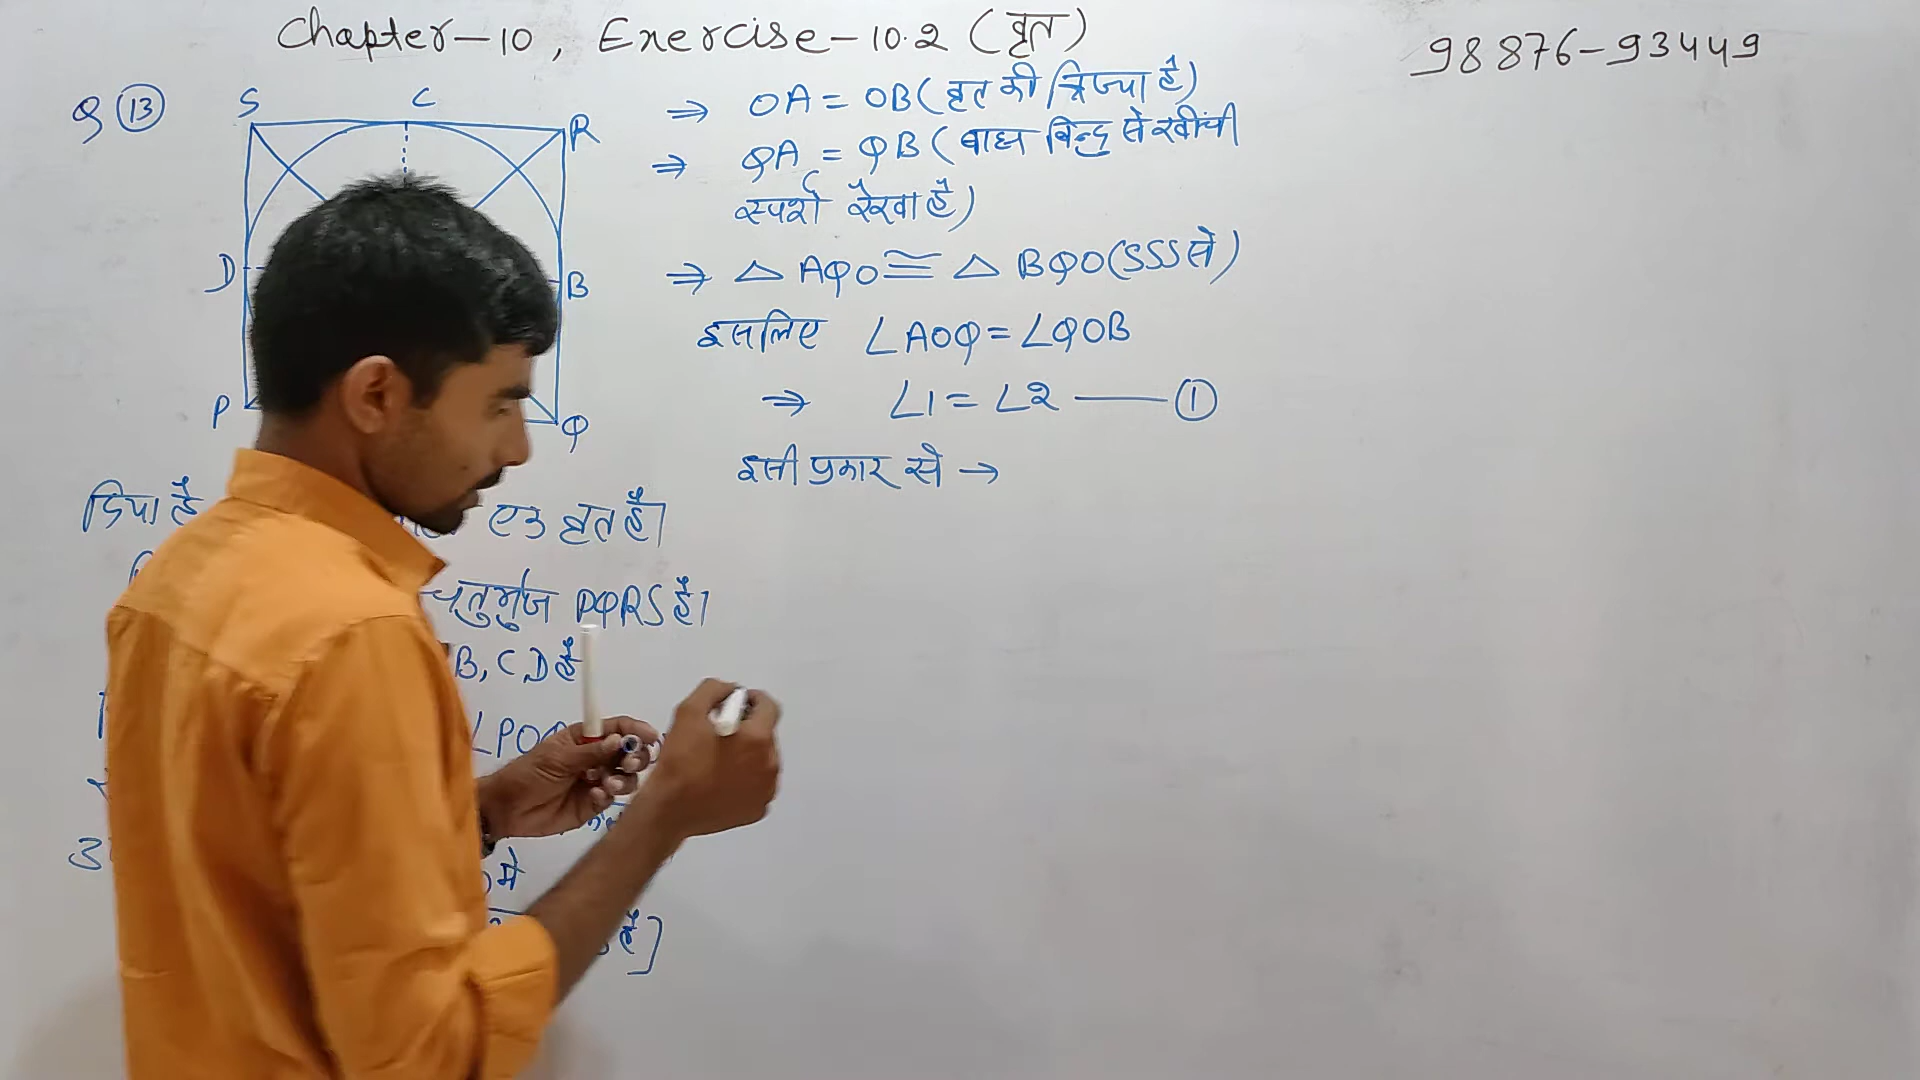 Chapter-10, Exercise-10.2 (वृत)
98876-93449
Q 13
S C R
D B
P Q
⇒ OA = OB (वृत की त्रिज्या है)
⇒ QA = QB (बाह्य बिन्दु से खींची
स्पर्श रेखा है)
⇒ △ AQO ≅ △ BQO (SSS से)
इसलिए ∠AOQ = ∠QOB
⇒ ∠1 = ∠2 —— ①
इसी प्रकार से →
दिया है
एक वृत है।
चतुर्भुज PQRS है।
B, C, D है
∠POQ
में
है]